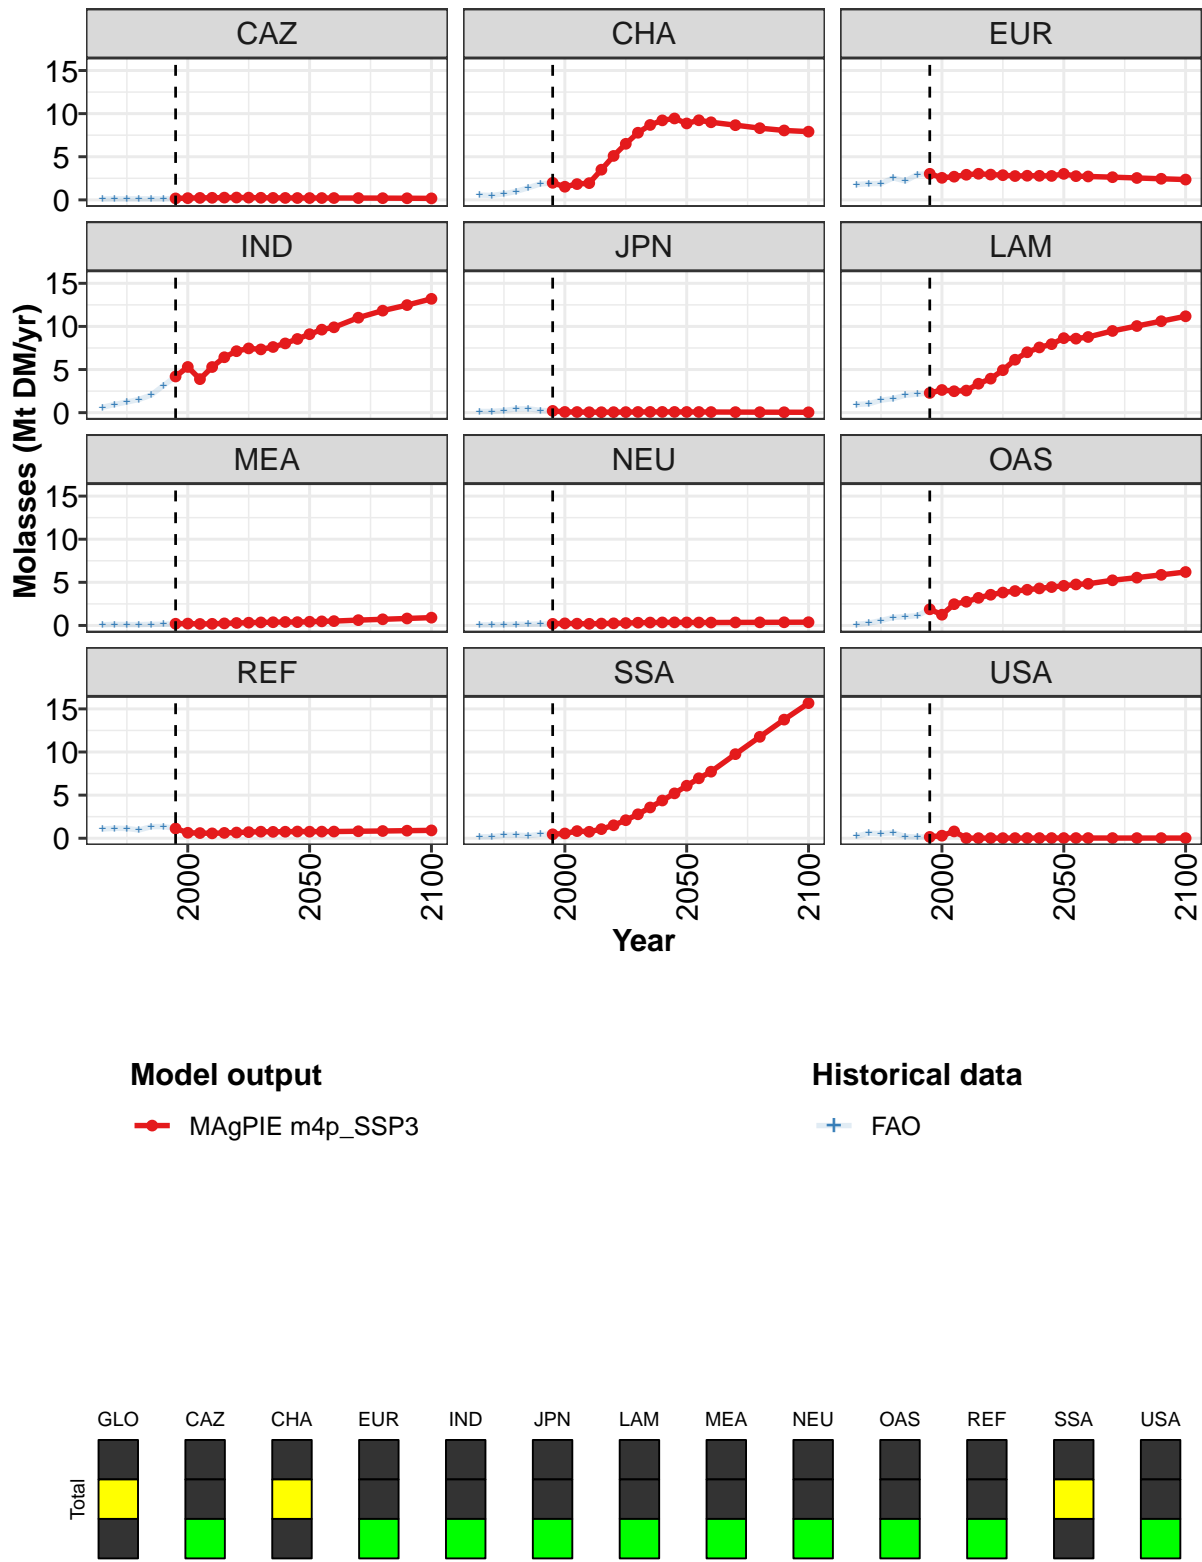 CAZ CHA EUR
15
10
5
0
IND JPN LAM
15
10
5
0
MEA NEU OAS
15
10
5
0
REF SSA USA
15
10
5
0
2000 2050 2100 2000 2050 2100 2000 2050 2100
Molasses (Mt DM/yr)
Year
Model output Historical data
MAgPIE m4p_SSP3 FAO
GLO CAZ CHA EUR IND JPN LAM MEA NEU OAS REF SSA USA
Total